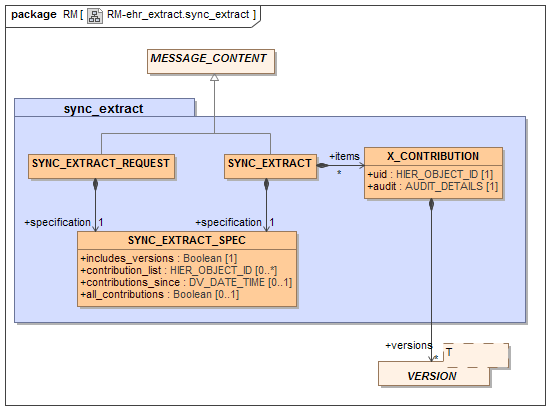 package RM [ RM-ehr_extract.sync_extract ]
MESSAGE_CONTENT
sync_extract
SYNC_EXTRACT_REQUEST
SYNC_EXTRACT
+items
*
X_CONTRIBUTION
+uid : HIER_OBJECT_ID [1]
+audit : AUDIT_DETAILS [1]
+specification 1
+specification 1
SYNC_EXTRACT_SPEC
+includes_versions : Boolean [1]
+contribution_list : HIER_OBJECT_ID [0..*]
+contributions_since : DV_DATE_TIME [0..1]
+all_contributions : Boolean [0..1]
+versions
*
T
VERSION